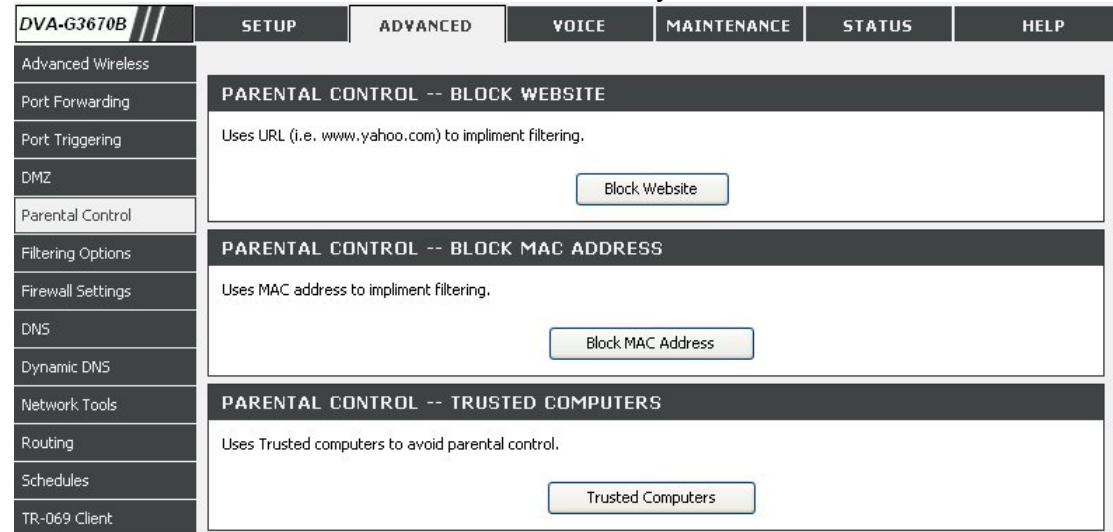 DVA-G3670B
SETUP ADVANCED VOICE MAINTENANCE STATUS HELP
Advanced Wireless
Port Forwarding
Port Triggering
DMZ
Parental Control
Filtering Options
Firewall Settings
DNS
Dynamic DNS
Network Tools
Routing
Schedules
TR-069 Client
PARENTAL CONTROL -- BLOCK WEBSITE
Uses URL (i.e. www.yahoo.com) to impliment filtering.
Block Website
PARENTAL CONTROL -- BLOCK MAC ADDRESS
Uses MAC address to impliment filtering.
Block MAC Address
PARENTAL CONTROL -- TRUSTED COMPUTERS
Uses Trusted computers to avoid parental control.
Trusted Computers